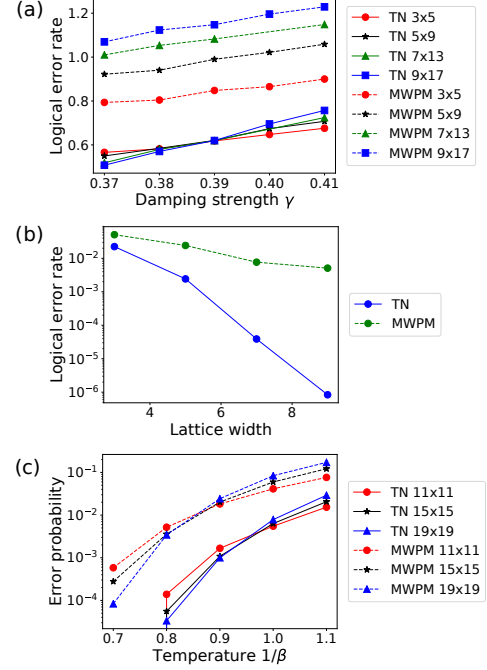 (a)
Logical error rate
1.2
1.0
0.8
0.6
0.37 0.38 0.39 0.40 0.41
Damping strength γ
TN 3x5
TN 5x9
TN 7x13
TN 9x17
MWPM 3x5
MWPM 5x9
MWPM 7x13
MWPM 9x17
(b)
Logical error rate
10⁻²
10⁻³
10⁻⁴
10⁻⁵
10⁻⁶
4 6 8
Lattice width
TN
MWPM
(c)
Error probability
10⁻¹
10⁻²
10⁻³
10⁻⁴
0.7 0.8 0.9 1.0 1.1
Temperature 1/β
TN 11x11
TN 15x15
TN 19x19
MWPM 11x11
MWPM 15x15
MWPM 19x19